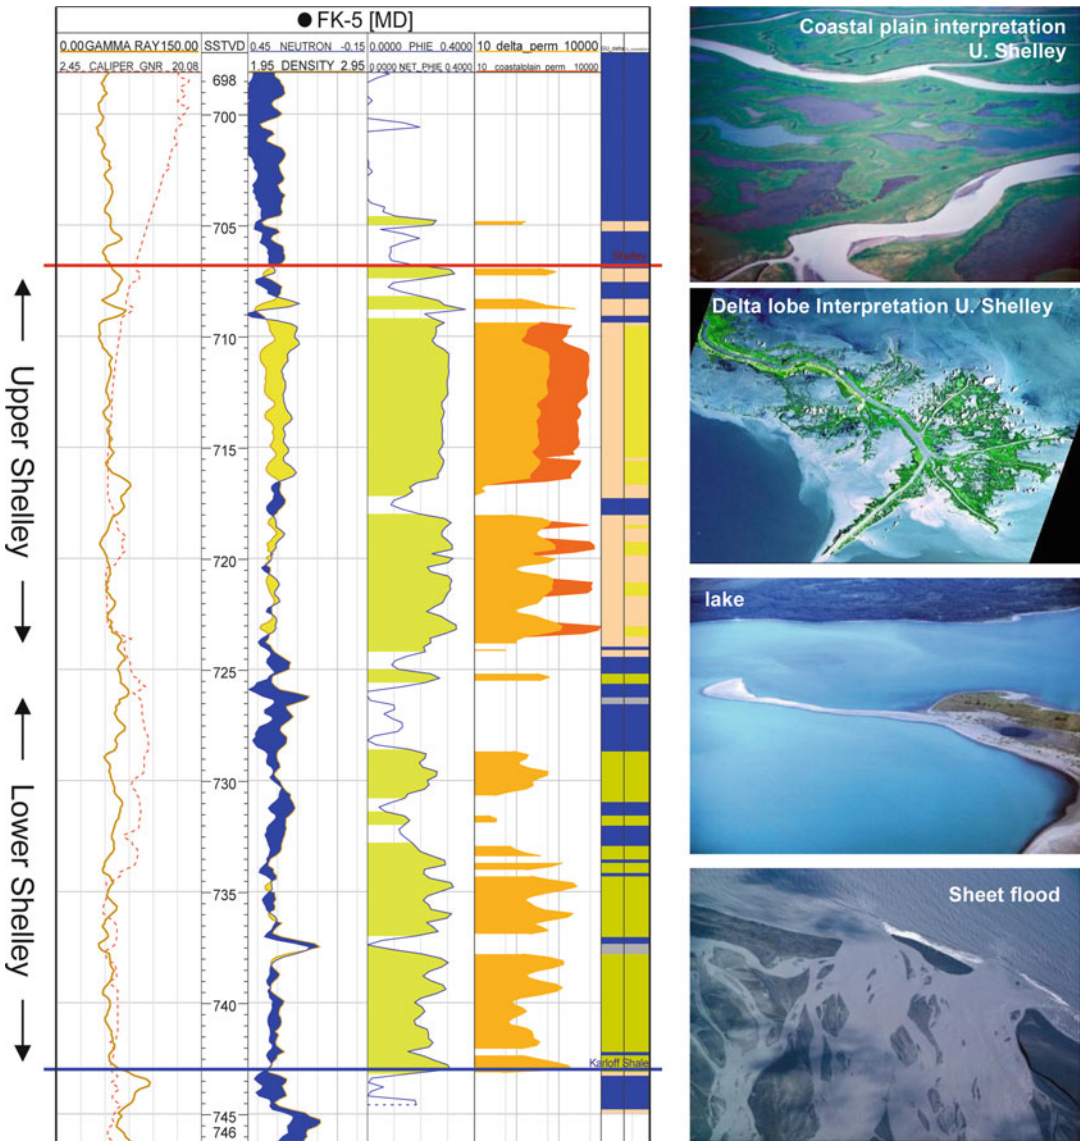 ● FK-5 [MD]
0.00 GAMMA RAY 150.00 SSTVD 0.45 NEUTRON -0.15 0.0000 PHIE 0.4000 10 delta_perm 10000
2.45 CALIPER_GNR 20.08 1.95 DENSITY 2.95 0.0000 NET_PHIE 0.4000 10 coastalplain_perm 10000
698
700
705
Shelley
710
715
720
725
730
735
740
Karloff Shale
745
746
Upper Shelley
Lower Shelley
Coastal plain interpretation
U. Shelley
Delta lobe Interpretation U. Shelley
lake
Sheet flood